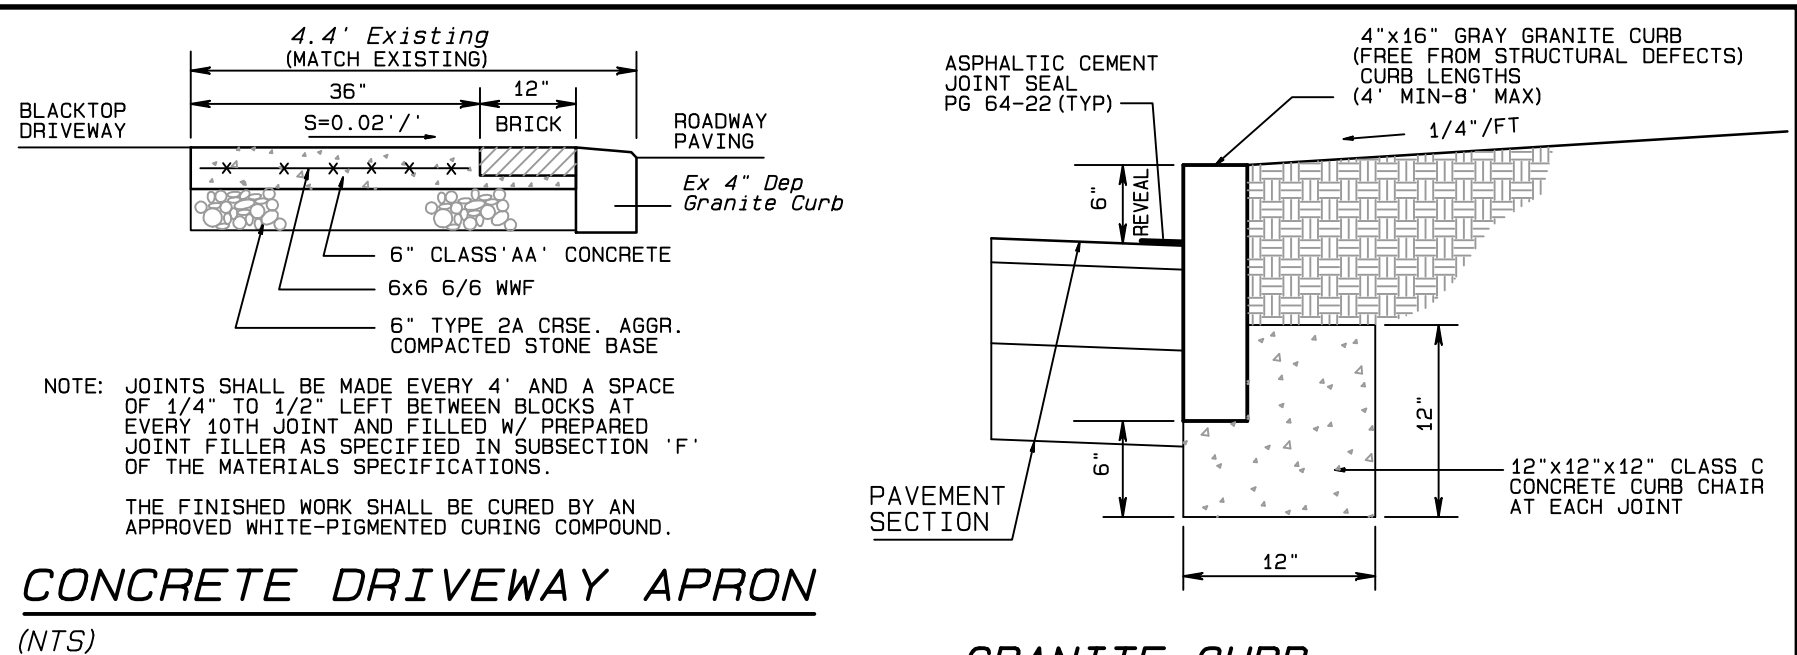 4.4' Existing
(MATCH EXISTING)
36"
12"
BLACKTOP
DRIVEWAY
S=0.02'/'
BRICK
ROADWAY
PAVING
Ex 4" Dep
Granite Curb
6" CLASS'AA' CONCRETE
6x6 6/6 WWF
6" TYPE 2A CRSE. AGGR.
COMPACTED STONE BASE
NOTE: JOINTS SHALL BE MADE EVERY 4' AND A SPACE
OF 1/4" TO 1/2" LEFT BETWEEN BLOCKS AT
EVERY 10TH JOINT AND FILLED W/ PREPARED
JOINT FILLER AS SPECIFIED IN SUBSECTION 'F'
OF THE MATERIALS SPECIFICATIONS.
THE FINISHED WORK SHALL BE CURED BY AN
APPROVED WHITE-PIGMENTED CURING COMPOUND.
CONCRETE DRIVEWAY APRON
(NTS)
ASPHALTIC CEMENT
JOINT SEAL
PG 64-22(TYP)
4"x16" GRAY GRANITE CURB
(FREE FROM STRUCTURAL DEFECTS)
CURB LENGTHS
(4' MIN-8' MAX)
1/4"/FT
6"
REVEAL
6"
12"
PAVEMENT
SECTION
12"x12"x12" CLASS C
CONCRETE CURB CHAIR
AT EACH JOINT
12"
GRANITE CURB